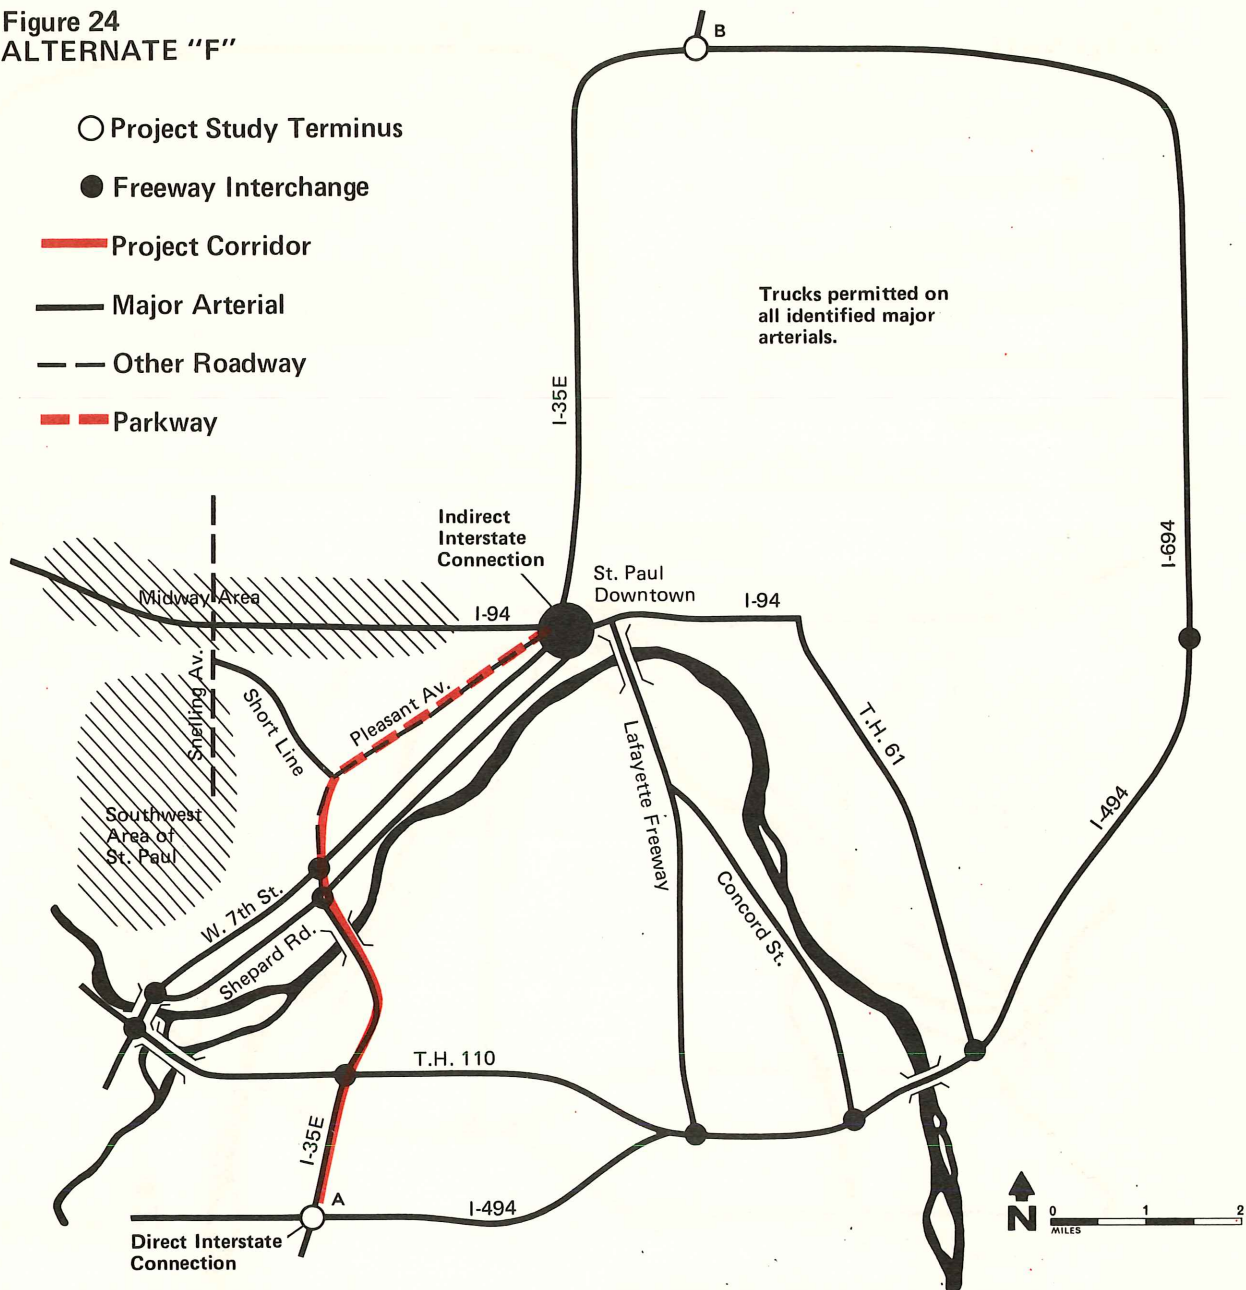 Figure 24
ALTERNATE "F"
Project Study Terminus
Freeway Interchange
Project Corridor
Major Arterial
Other Roadway
Parkway
B
Trucks permitted on
all identified major
arterials.
I-35E
I-694
Indirect
Interstate
Connection
St. Paul
Downtown
Midway Area
I-94
I-94
Snelling Av.
Short Line
Pleasant Av.
Lafayette Freeway
T.H. 61
I-494
Southwest
Area of
St. Paul
W. 7th St.
Shepard Rd.
Concord St.
T.H. 110
I-35E
A
I-494
Direct Interstate
Connection
N
0 1 2
MILES